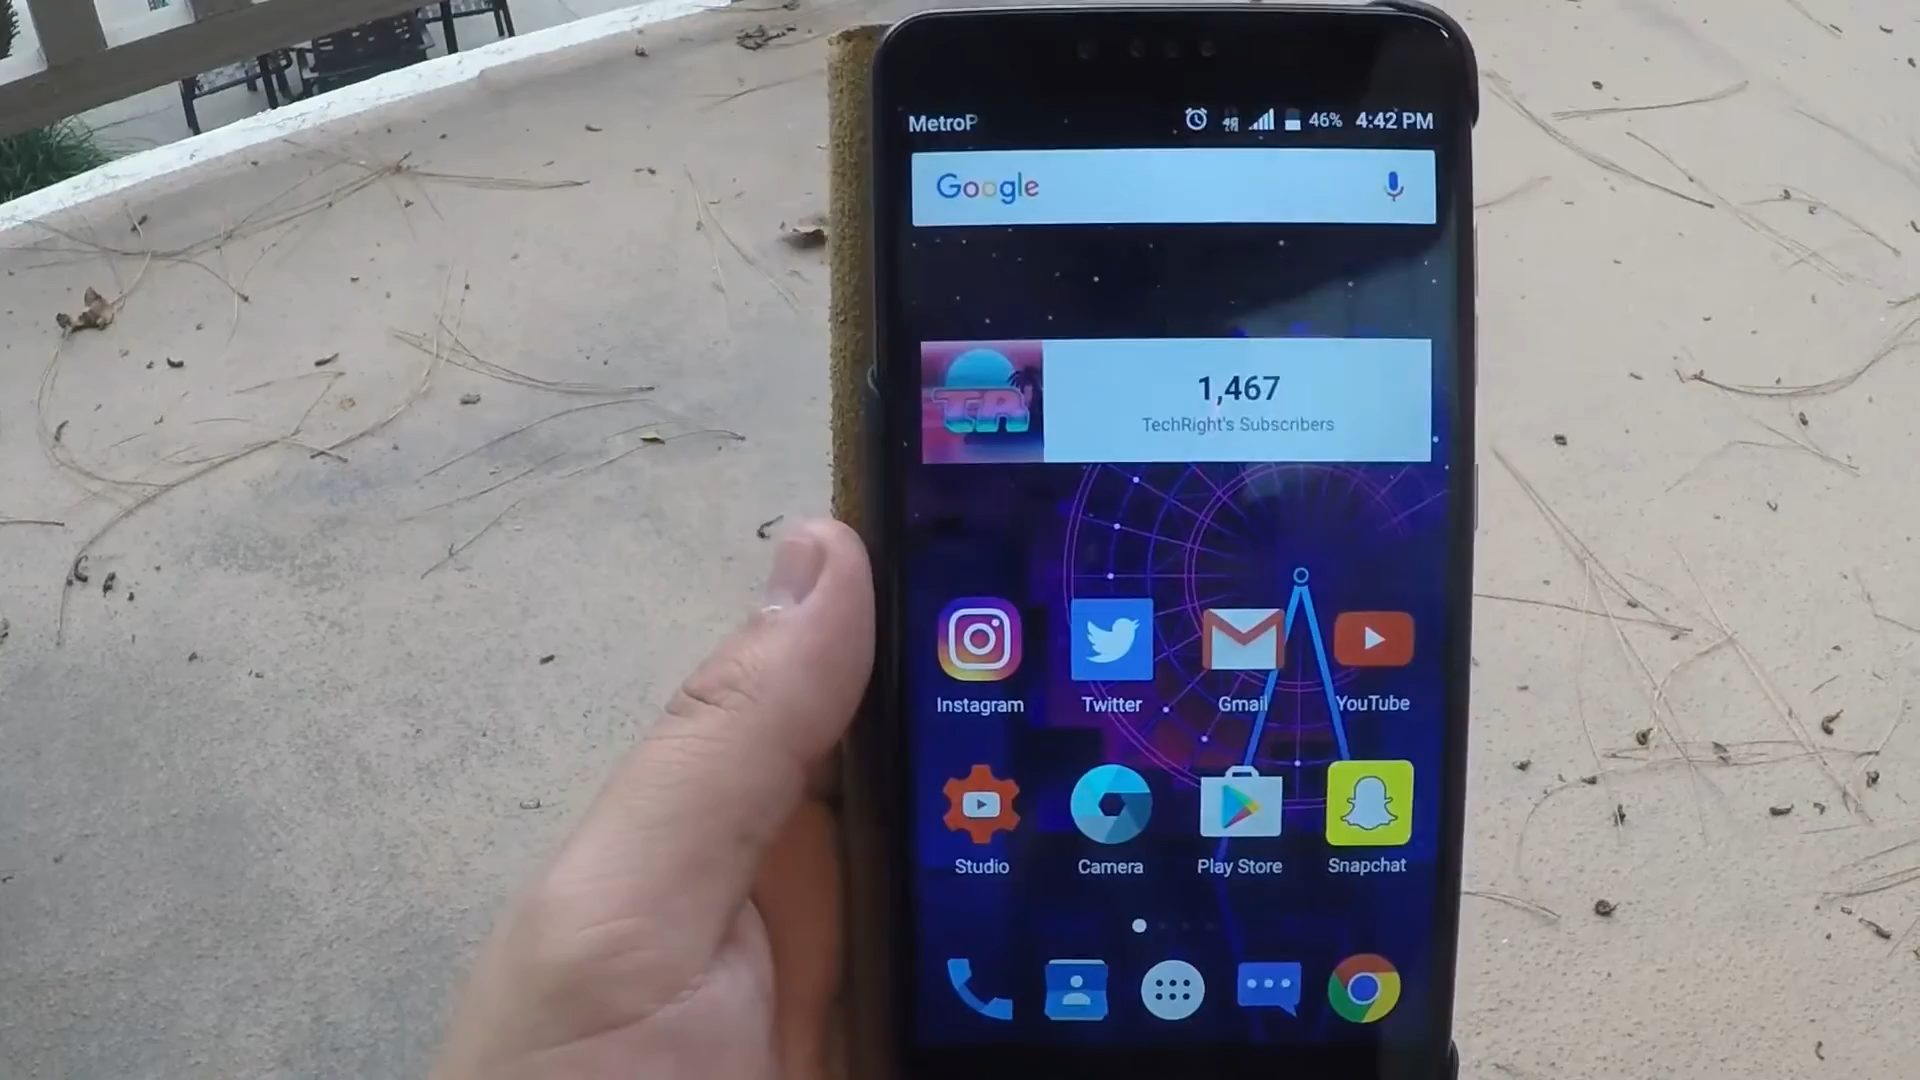 MetroP
46% 4:42 PM
Google
TR
1,467
TechRight's Subscribers
Instagram Twitter Gmail YouTube
Studio Camera Play Store Snapchat